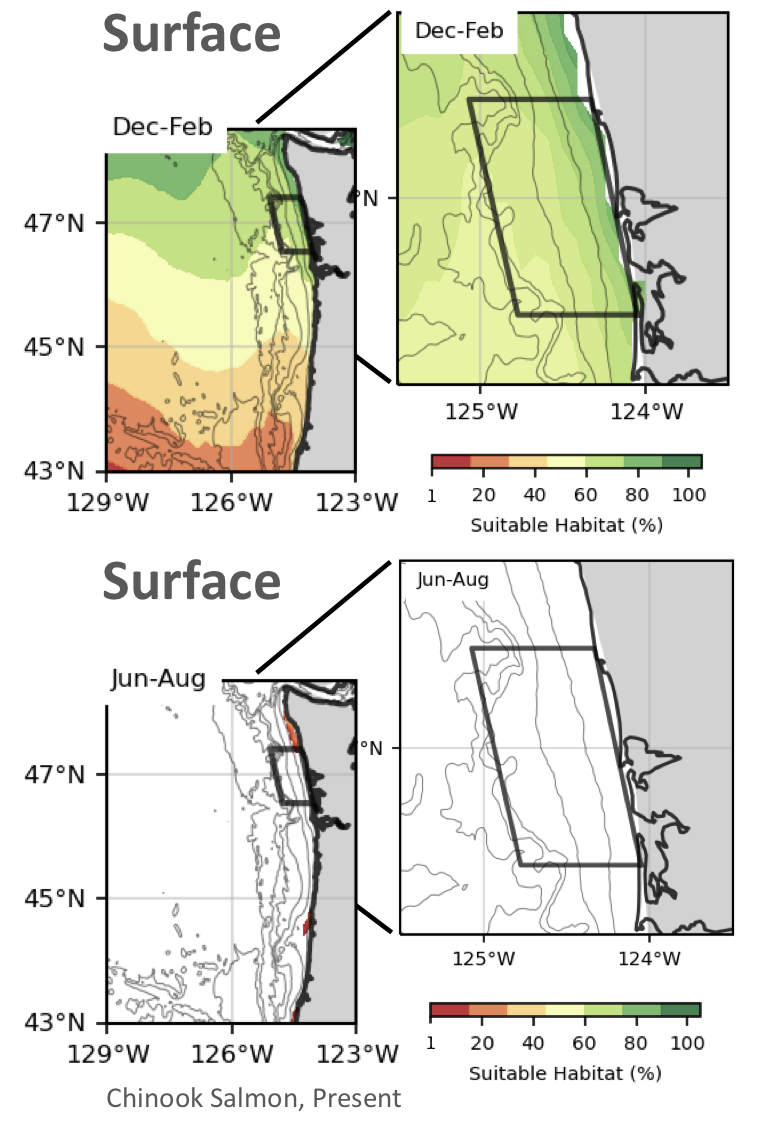 Surface
Dec-Feb
Dec-Feb
47°N
45°N
43°N
129°W 126°W 123°W
°N
125°W 124°W
1 20 40 60 80 100
Suitable Habitat (%)
Surface
Jun-Aug
Jun-Aug
47°N
45°N
43°N
129°W 126°W 123°W
°N
125°W 124°W
1 20 40 60 80 100
Suitable Habitat (%)
Chinook Salmon, Present